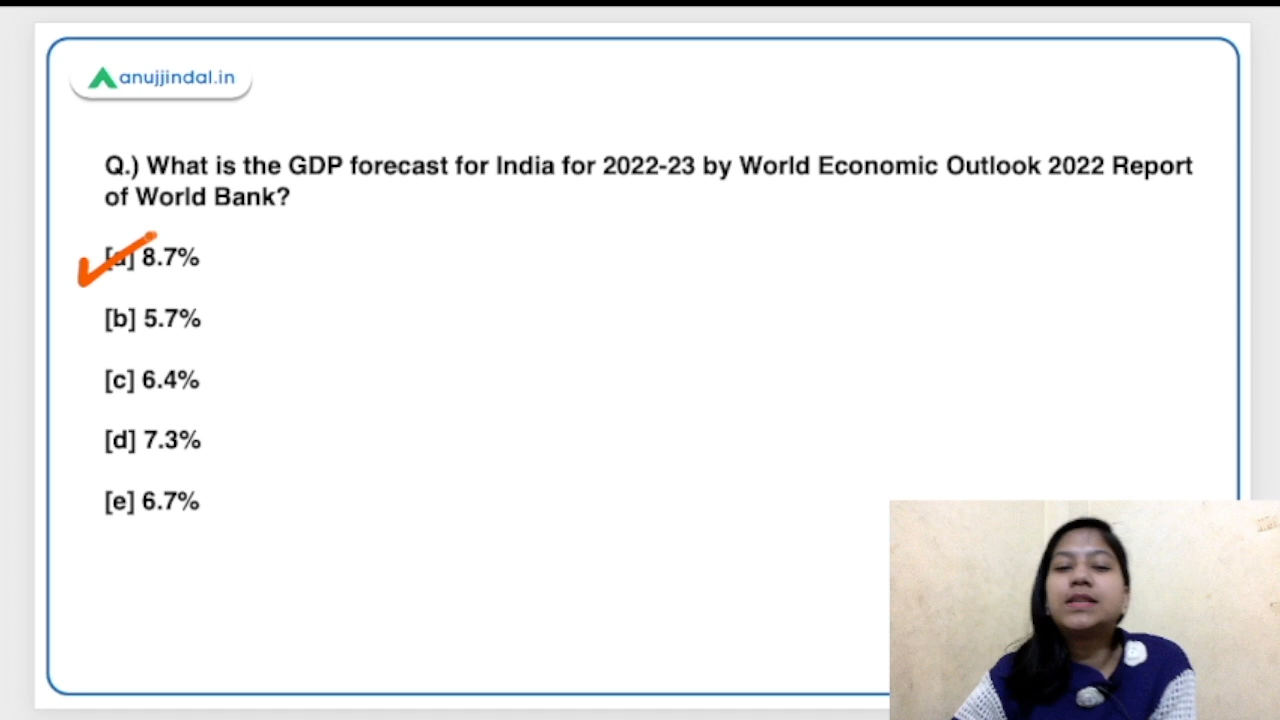 anujjindal.in
Q.) What is the GDP forecast for India for 2022-23 by World Economic Outlook 2022 Report
of World Bank?
[a] 8.7%
[b] 5.7%
[c] 6.4%
[d] 7.3%
[e] 6.7%